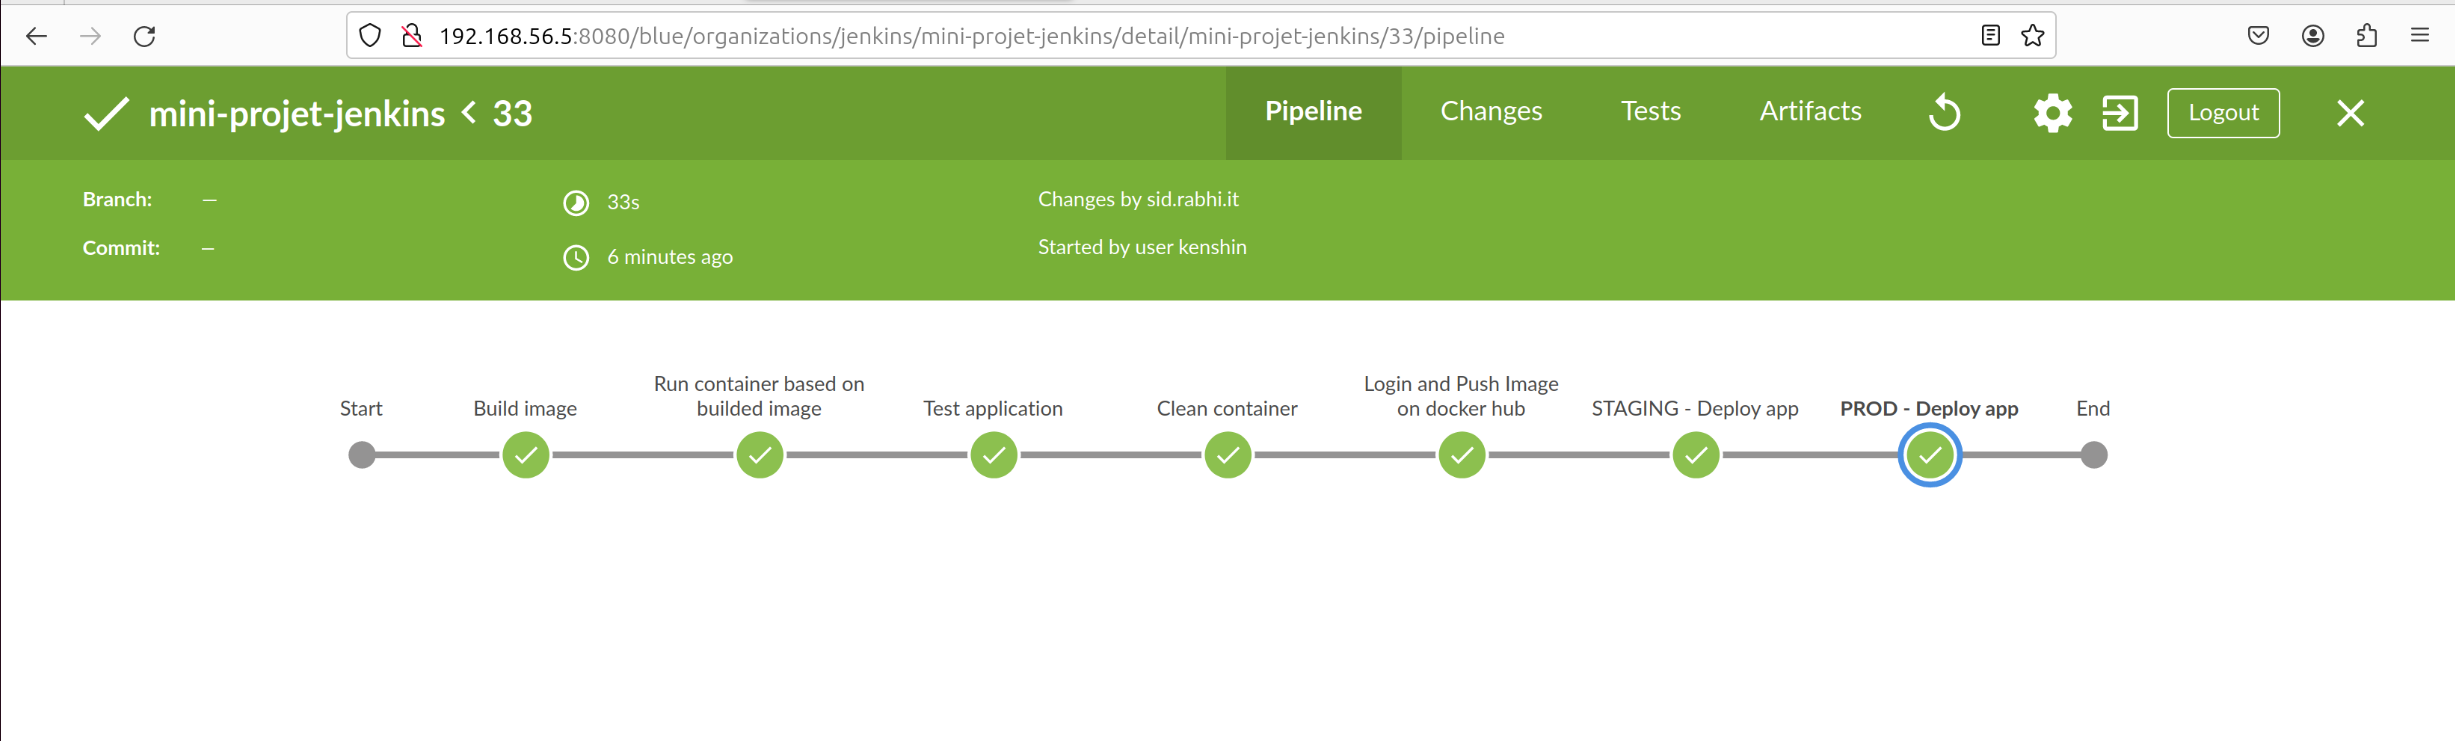 192.168.56.5:8080/blue/organizations/jenkins/mini-projet-jenkins/detail/mini-projet-jenkins/33/pipeline
mini-projet-jenkins < 33
Pipeline
Changes
Tests
Artifacts
Logout
Branch: —
33s
Changes by sid.rabhi.it
Commit: —
6 minutes ago
Started by user kenshin
Start
Build image
Run container based on
builded image
Test application
Clean container
Login and Push Image
on docker hub
STAGING - Deploy app
PROD - Deploy app
End